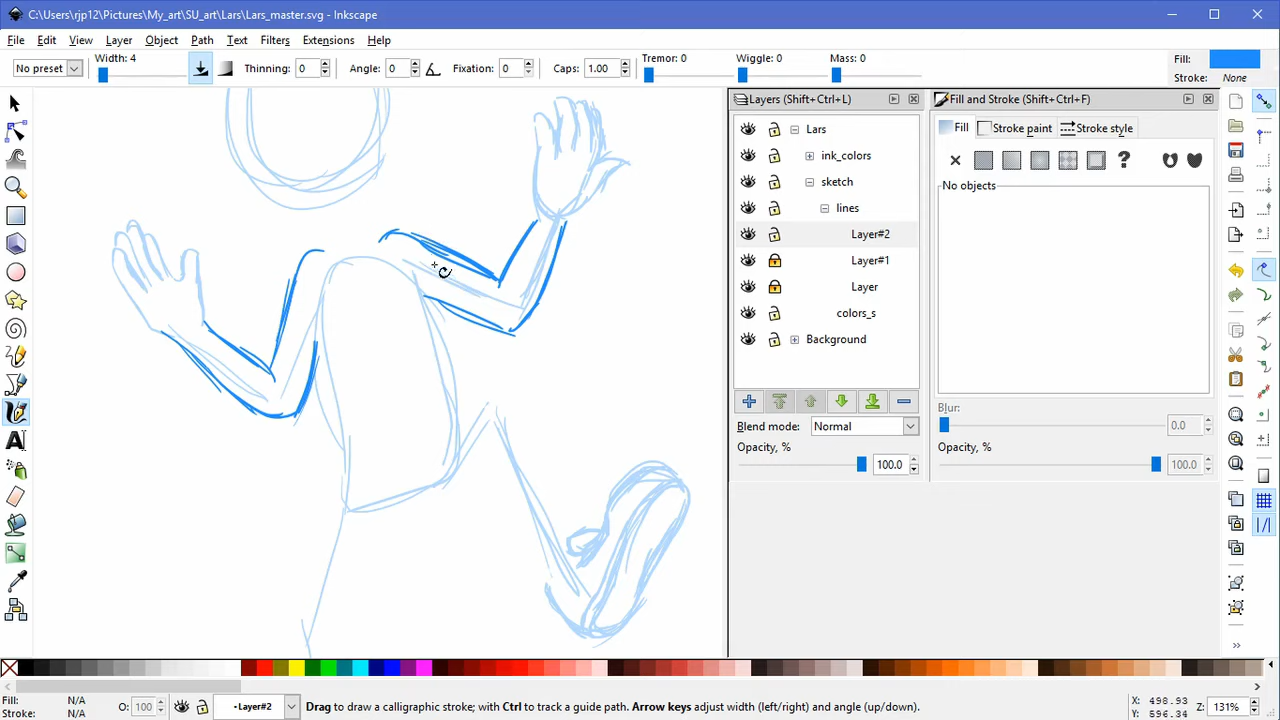 C:\Users\rjp12\Pictures\My_art\SU_art\Lars\Lars_master.svg - Inkscape
File Edit View Layer Object Path Text Filters Extensions Help
No preset Width: 4 Thinning: 0 Angle: 0 Fixation: 0 Caps: 1.00 Tremor: 0 Wiggle: 0 Mass: 0 Fill:
Stroke: None
Layers (Shift+Ctrl+L) Fill and Stroke (Shift+Ctrl+F)
Lars
Fill Stroke paint Stroke style
ink_colors
?
sketch
No objects
lines
Layer#2
Layer#1
Layer
colors_s
Background
Blend mode: Normal
Opacity, %
100.0
Blur:
0.0
Opacity, %
100.0
A
Fill: N/A
Stroke: N/A
O: 100
-Layer#2
Drag to draw a calligraphic stroke; with Ctrl to track a guide path. Arrow keys adjust width (left/right) and angle (up/down).
X: 498.93
Y: 596.34
131%